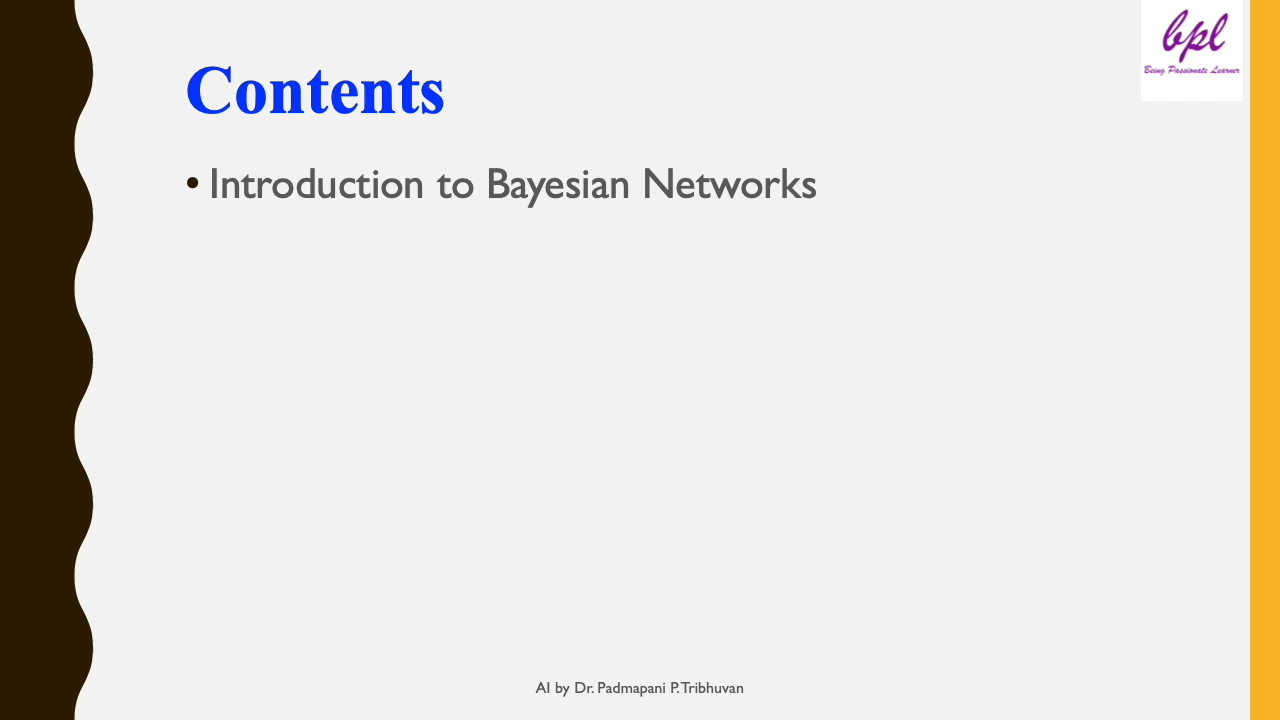 bpl
Being Passionate Learner
Contents
• Introduction to Bayesian Networks
AI by Dr. Padmapani P. Tribhuvan